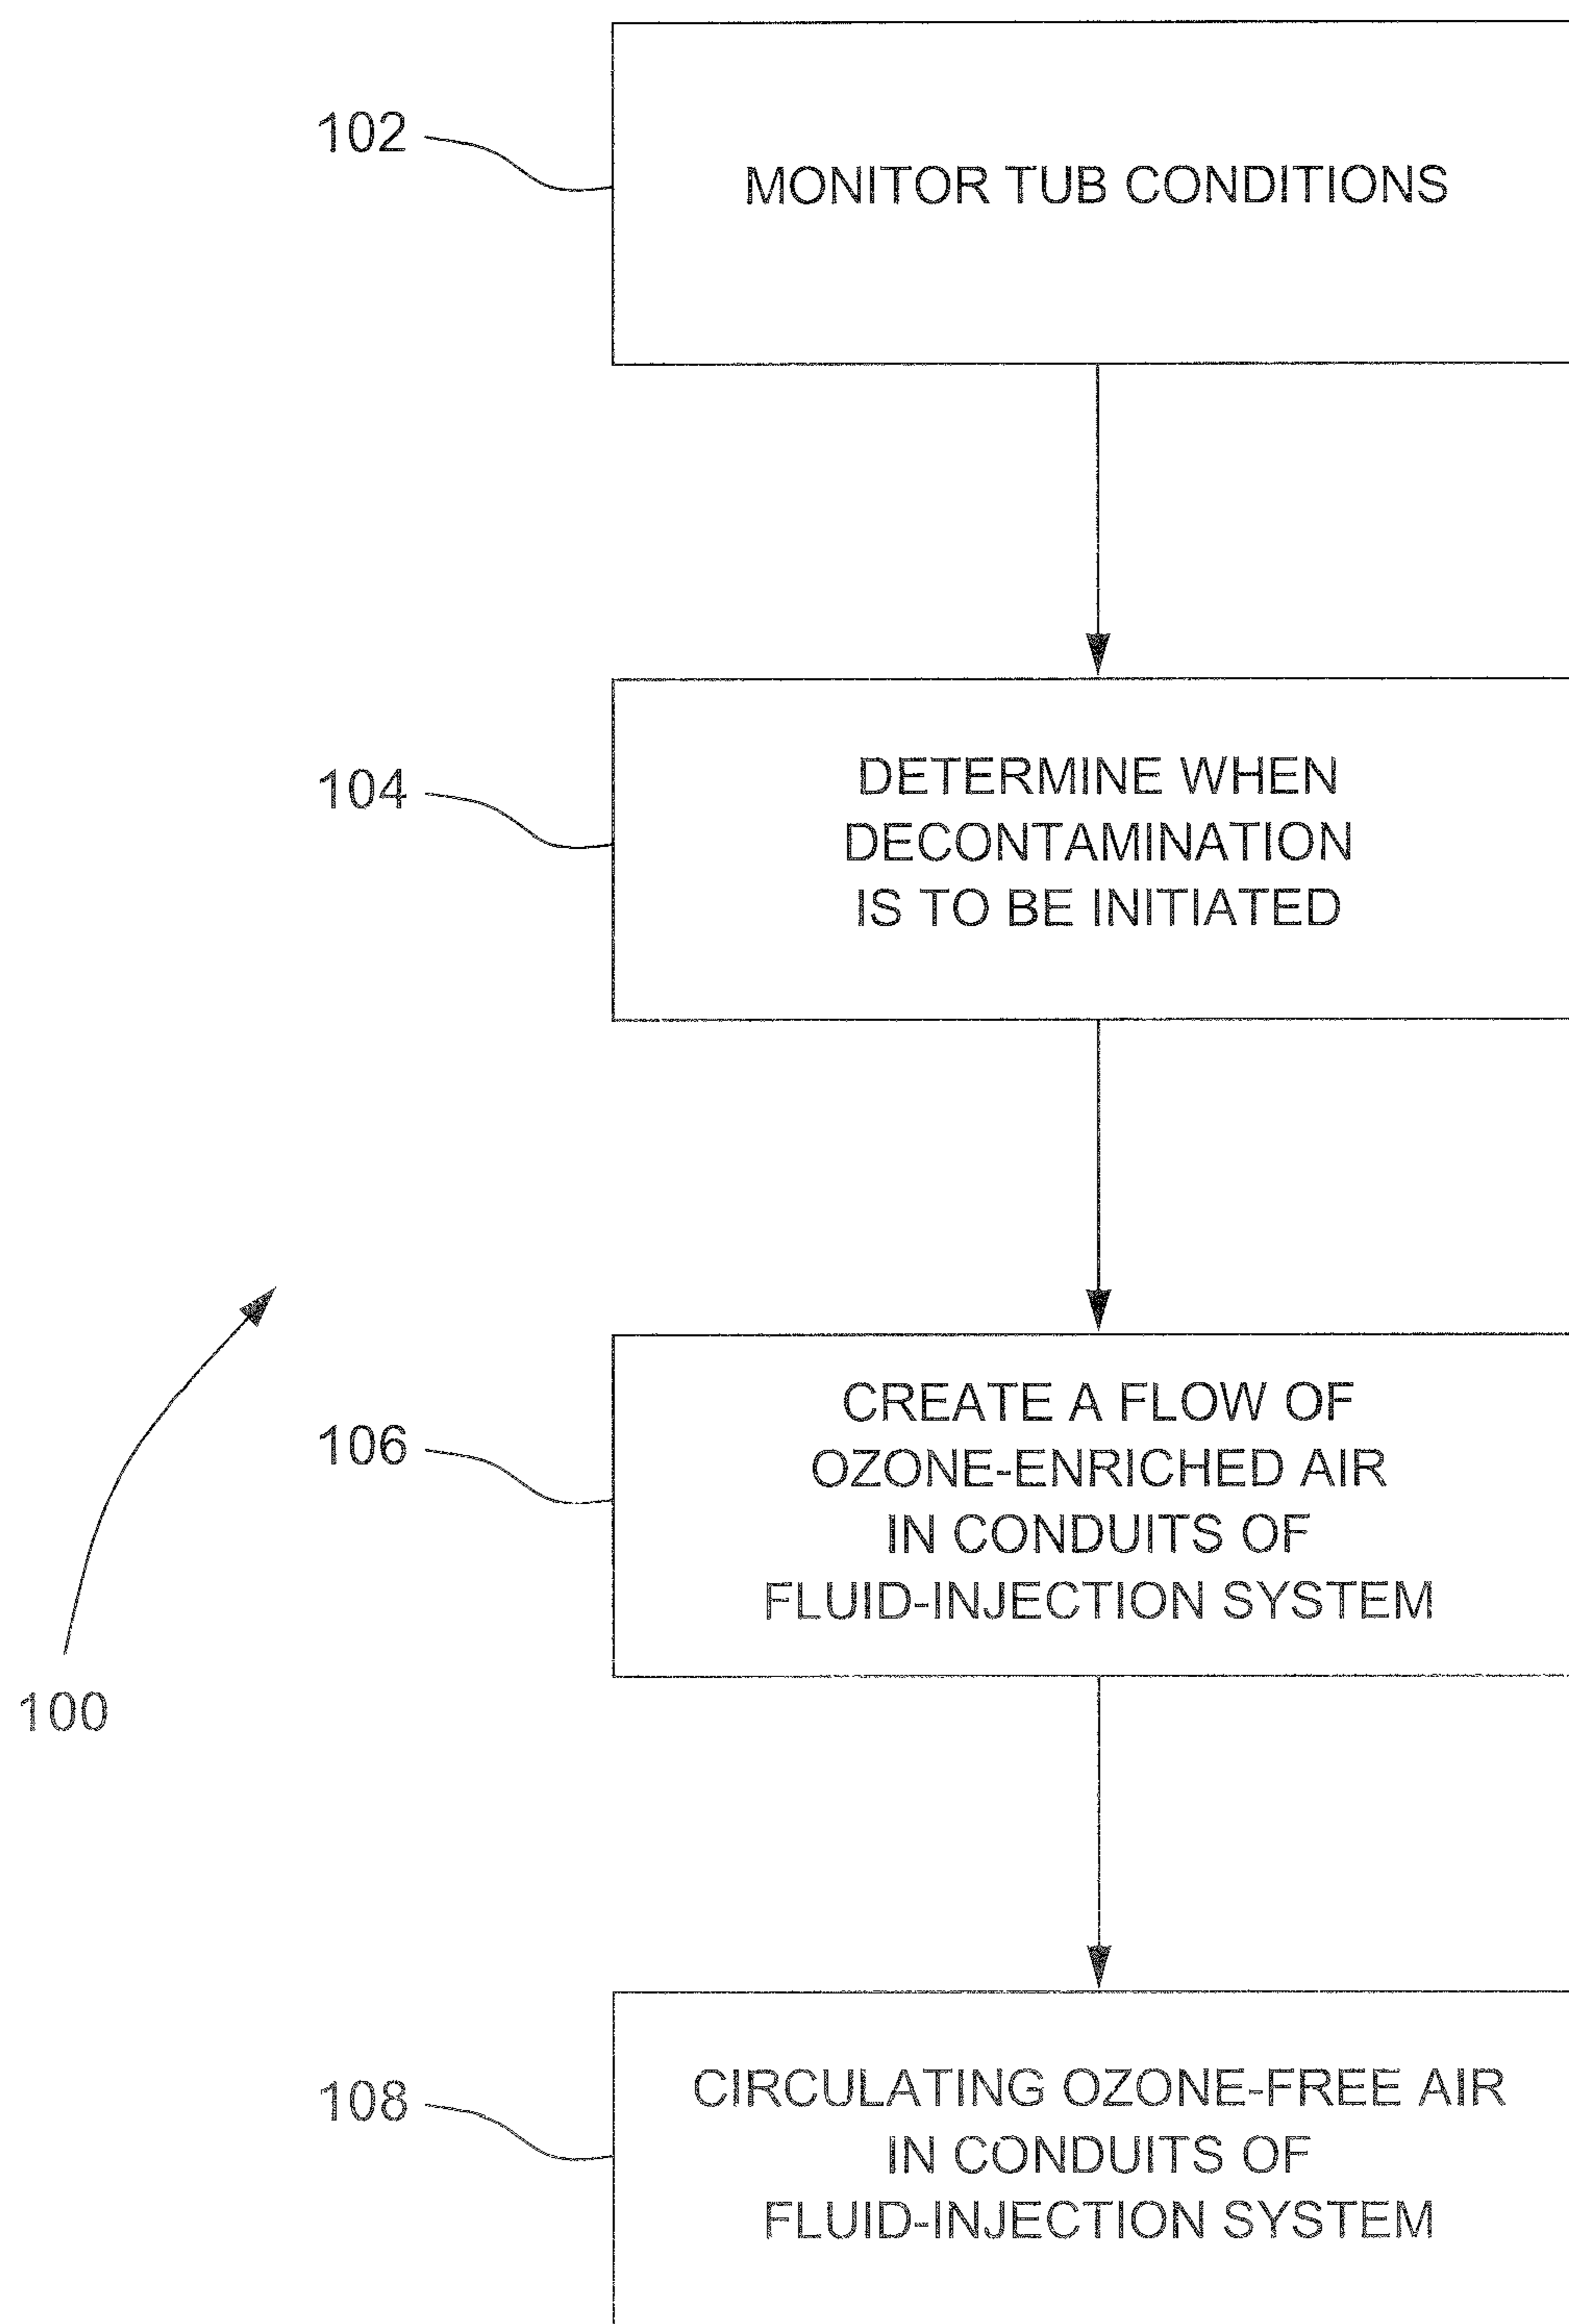 102
MONITOR TUB CONDITIONS
104
DETERMINE WHEN
DECONTAMINATION
IS TO BE INITIATED
106
CREATE A FLOW OF
OZONE-ENRICHED AIR
IN CONDUITS OF
FLUID-INJECTION SYSTEM
100
108
CIRCULATING OZONE-FREE AIR
IN CONDUITS OF
FLUID-INJECTION SYSTEM